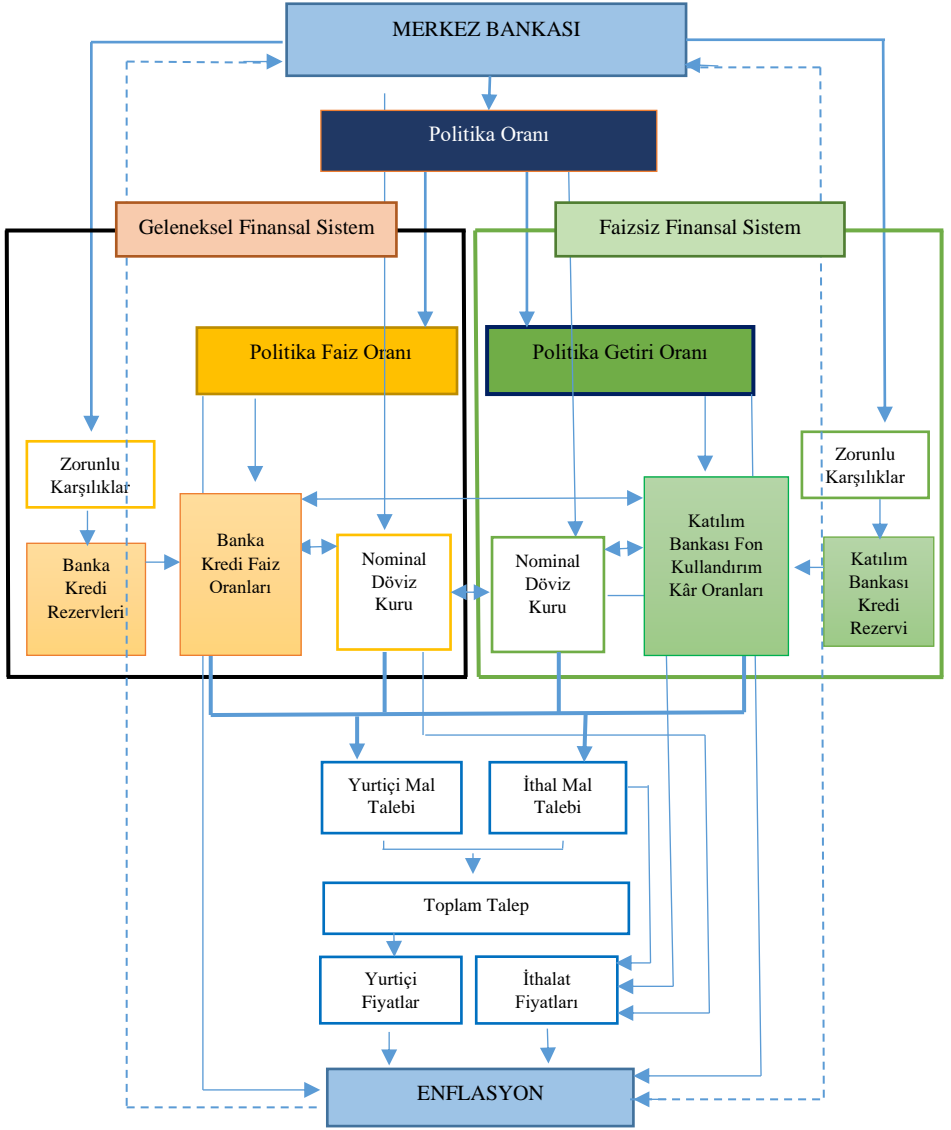 MERKEZ BANKASI
Politika Oranı
Geleneksel Finansal Sistem
Faizsiz Finansal Sistem
Politika Faiz Oranı
Politika Getiri Oranı
Zorunlu
Karşılıklar
Zorunlu
Karşılıklar
Banka
Kredi
Rezervleri
Banka
Kredi Faiz
Oranları
Nominal
Döviz
Kuru
Nominal
Döviz
Kuru
Katılım
Bankası Fon
Kullandırım
Kâr Oranları
Katılım
Bankası
Kredi
Rezervi
Yurtiçi Mal
Talebi
İthal Mal
Talebi
Toplam Talep
Yurtiçi
Fiyatlar
İthalat
Fiyatları
ENFLASYON